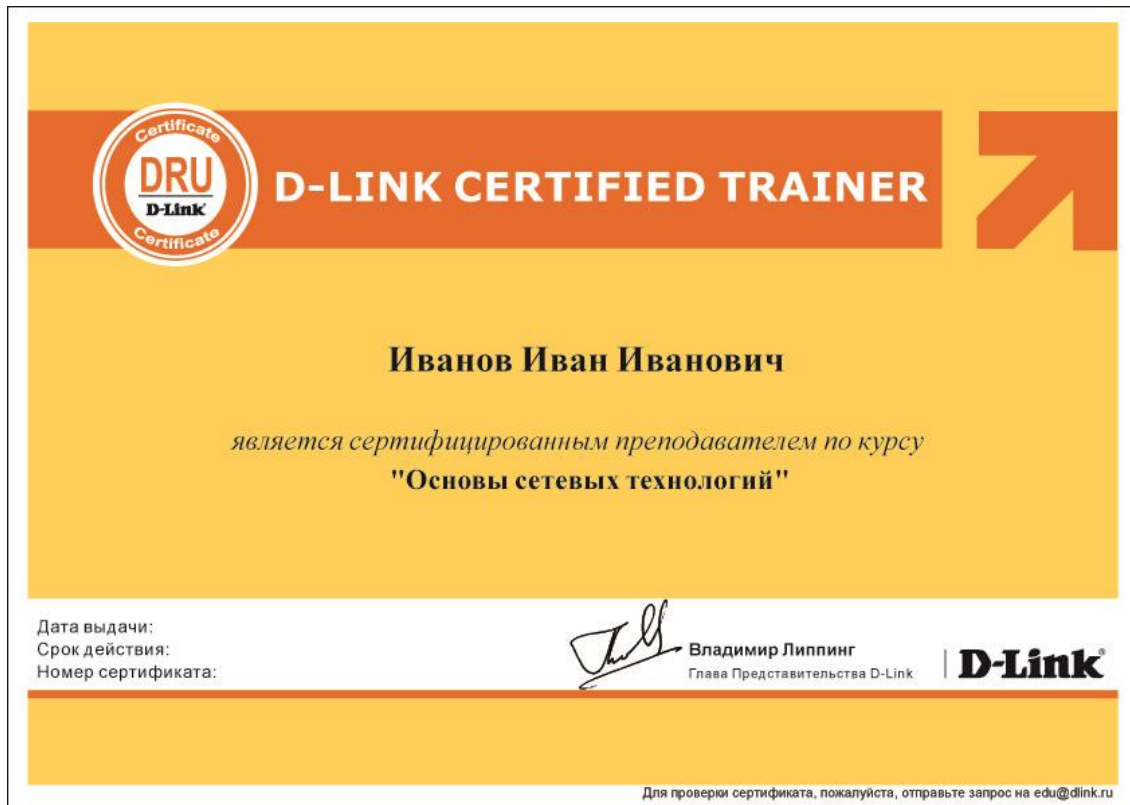 Certificate
DRU
D-Link
Certificate
D-LINK CERTIFIED TRAINER
Иванов Иван Иванович
является сертифицированным преподавателем по курсу
"Основы сетевых технологий"
Дата выдачи:
Срок действия:
Номер сертификата:
Владимир Липпинг
Глава Представительства D-Link
D-Link®
Для проверки сертификата, пожалуйста, отправьте запрос на edu@dlink.ru